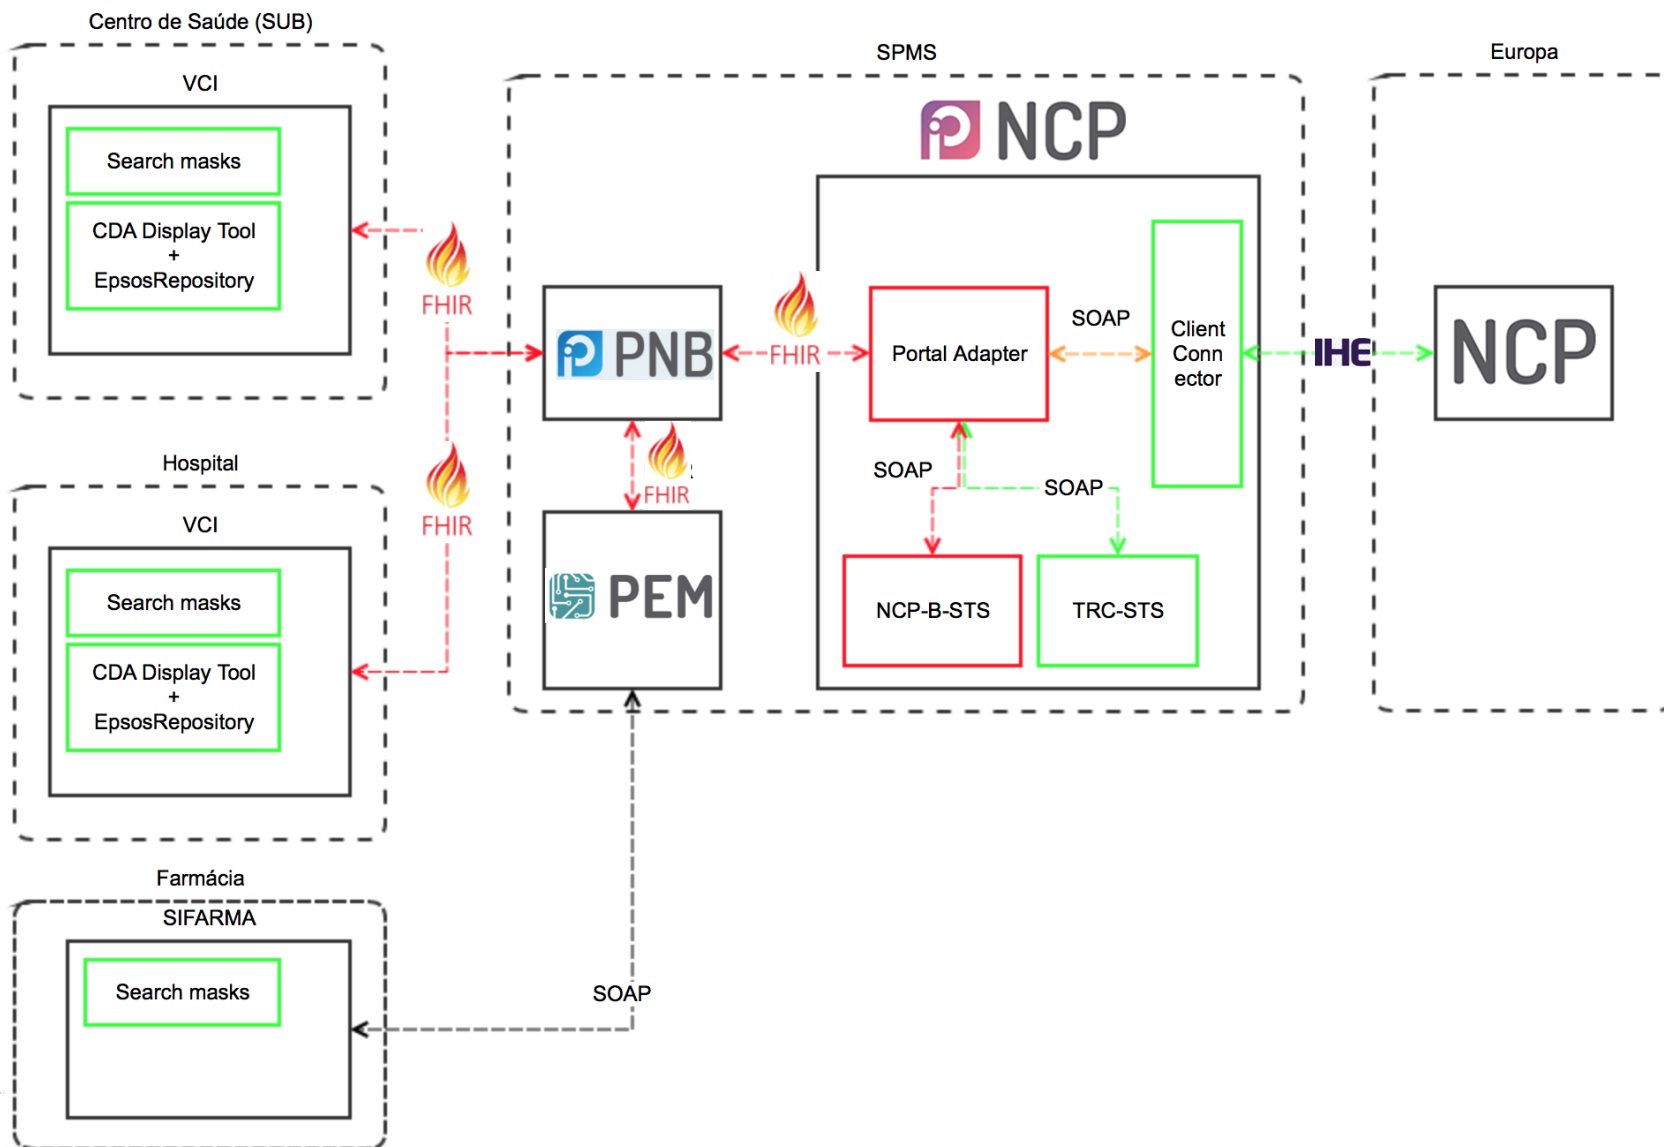 Centro de Saúde (SUB)
VCI
Search masks
CDA Display Tool
+
EpsosRepository
FHIR
Hospital
VCI
Search masks
CDA Display Tool
+
EpsosRepository
FHIR
Farmácia
SIFARMA
Search masks
SOAP
SPMS
NCP
PNB
FHIR
FHIR
PEM
Portal Adapter
SOAP
Client
Conn
ector
SOAP
SOAP
NCP-B-STS
TRC-STS
IHE
Europa
NCP